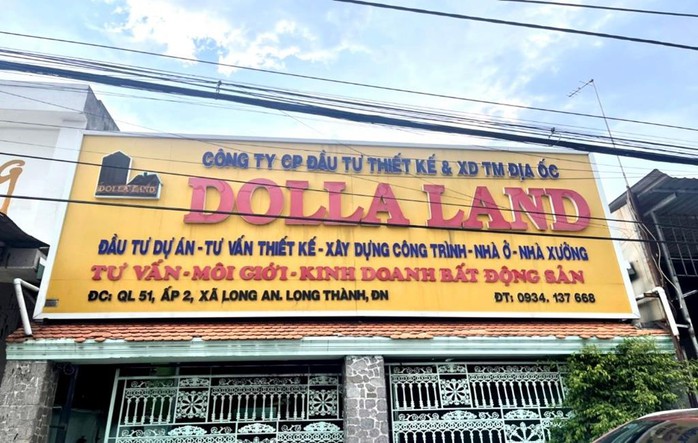 CÔNG TY CP ĐẦU TƯ THIẾT KẾ & XD TM ĐỊA ỐC
DOLLA LAND
DOLLA LAND
ĐẦU TƯ DỰ ÁN - TƯ VẤN THIẾT KẾ - XÂY DỰNG CÔNG TRÌNH - NHÀ Ở - NHÀ XƯỞNG
TƯ VẤN - MÔI GIỚI - KINH DOANH BẤT ĐỘNG SẢN
ĐC: QL 51, ẤP 2, XÃ LONG AN. LONG THÀNH, ĐN ĐT: 0934. 137 668